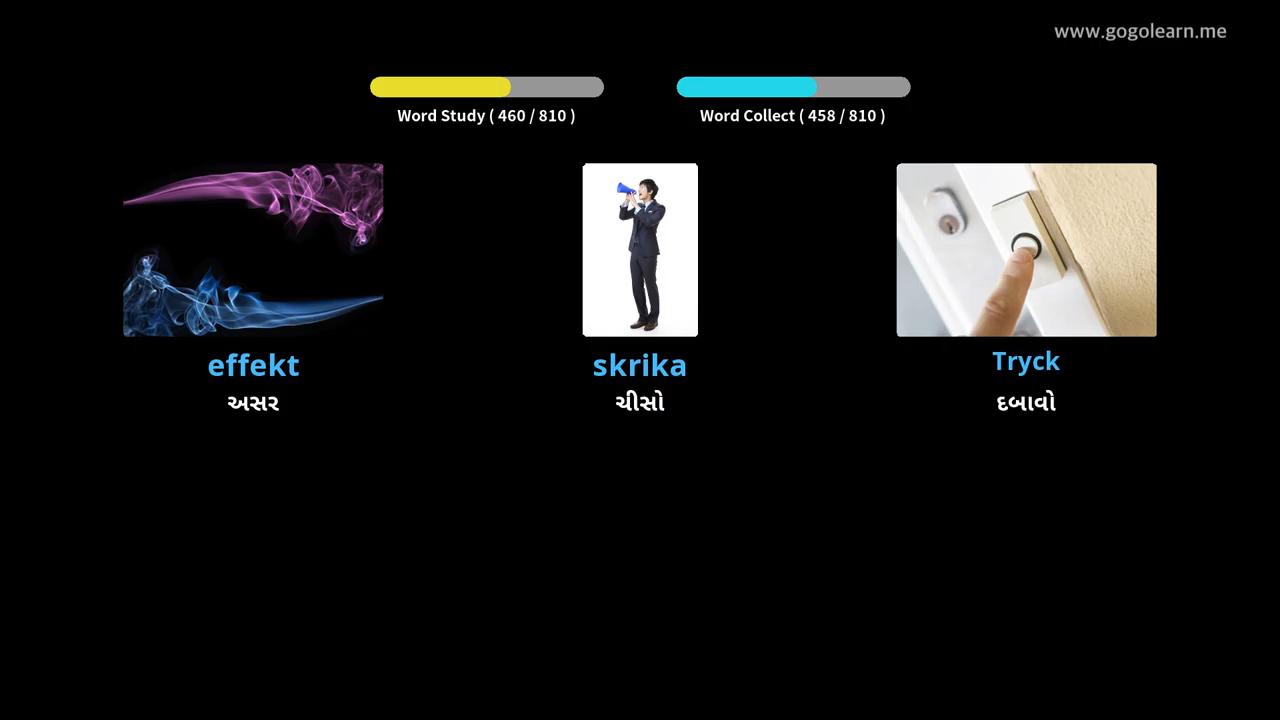 www.gogolearn.me
Word Study ( 460 / 810 )
Word Collect ( 458 / 810 )
effekt
skrika
Tryck
અસર
ચીસો
દબાવો